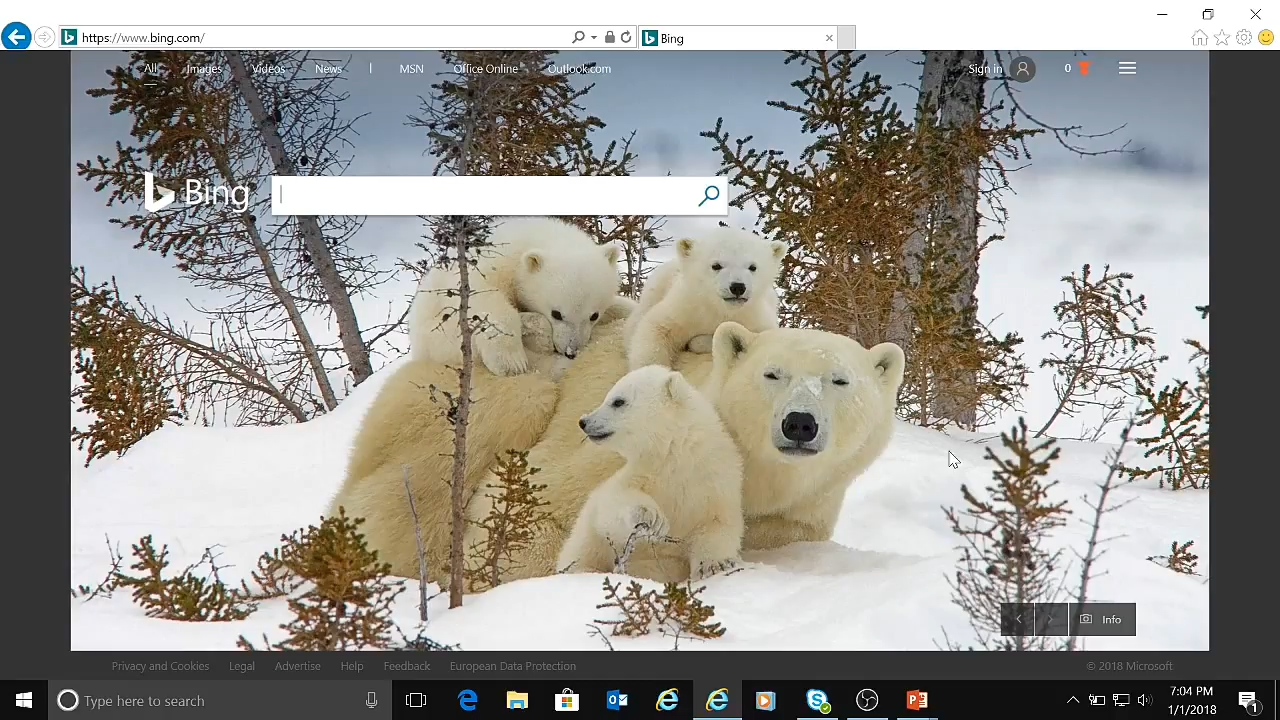 https://www.bing.com/
Bing
All Images Videos News | MSN Office Online Outlook.com
Sign in 0
Bing
Info
Privacy and Cookies Legal Advertise Help Feedback European Data Protection
© 2018 Microsoft
Type here to search
7:04 PM
1/1/2018
1